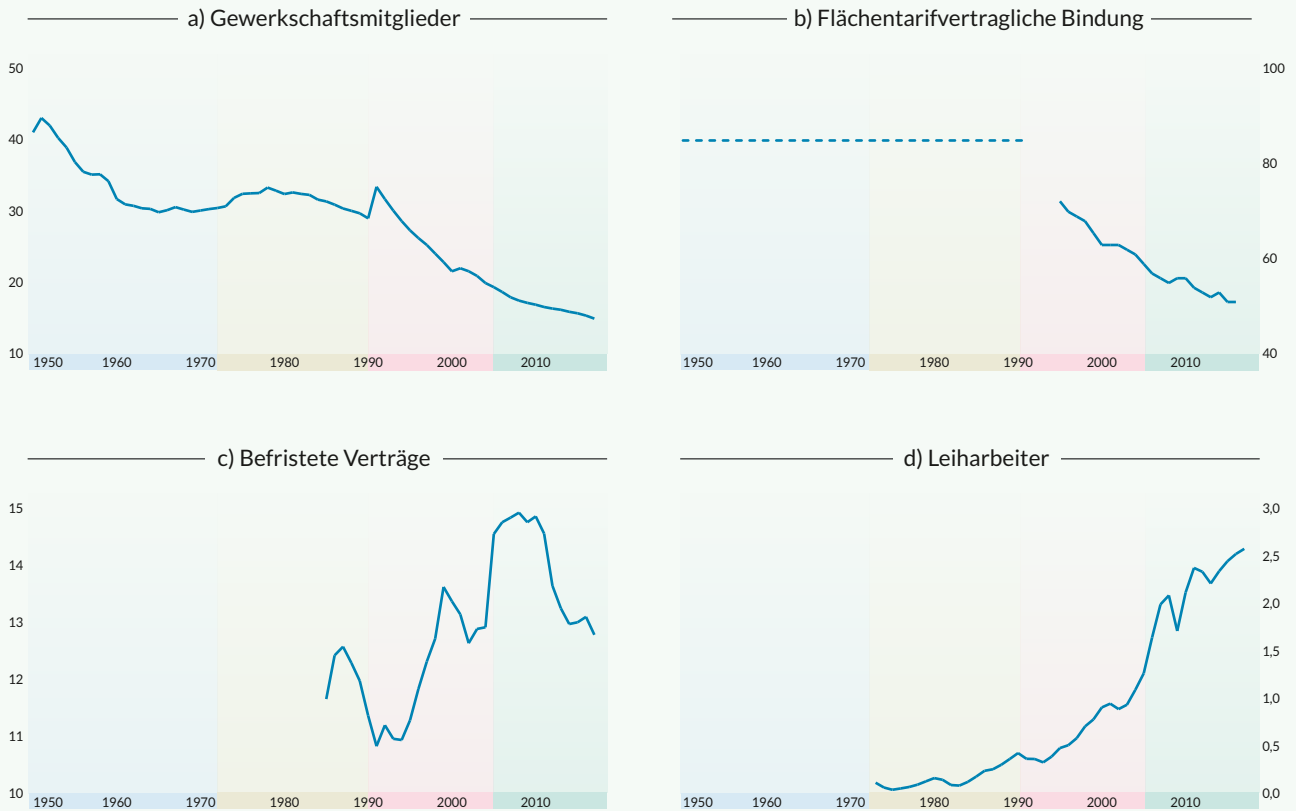 a) Gewerkschaftsmitglieder
50
40
30
20
10
1950 1960 1970 1980 1990 2000 2010
b) Flächentarifvertragliche Bindung
100
80
60
40
1950 1960 1970 1980 1990 2000 2010
c) Befristete Verträge
15
14
13
12
11
10
1950 1960 1970 1980 1990 2000 2010
d) Leiharbeiter
3,0
2,5
2,0
1,5
1,0
0,5
0,0
1950 1960 1970 1980 1990 2000 2010